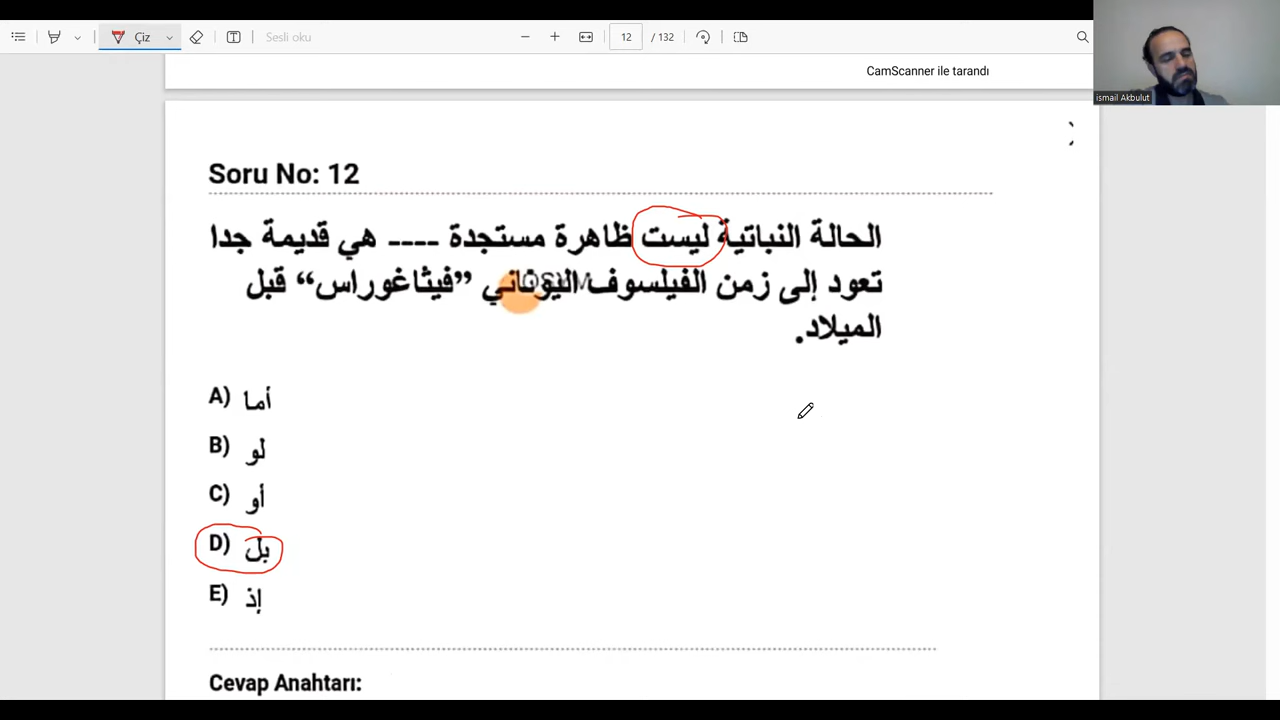 Çiz
Sesli oku
12 / 132
ismail Akbulut
CamScanner ile tarandı
Soru No: 12
الحالة النباتية ليست ظاهرة مستجدة ---- هي قديمة جدا
تعود إلى زمن الفيلسوف اليوناني ”فيثاغوراس“ قبل
الميلاد.
A) أما
B) لو
C) أو
D) بل
E) إذ
Cevap Anahtarı: